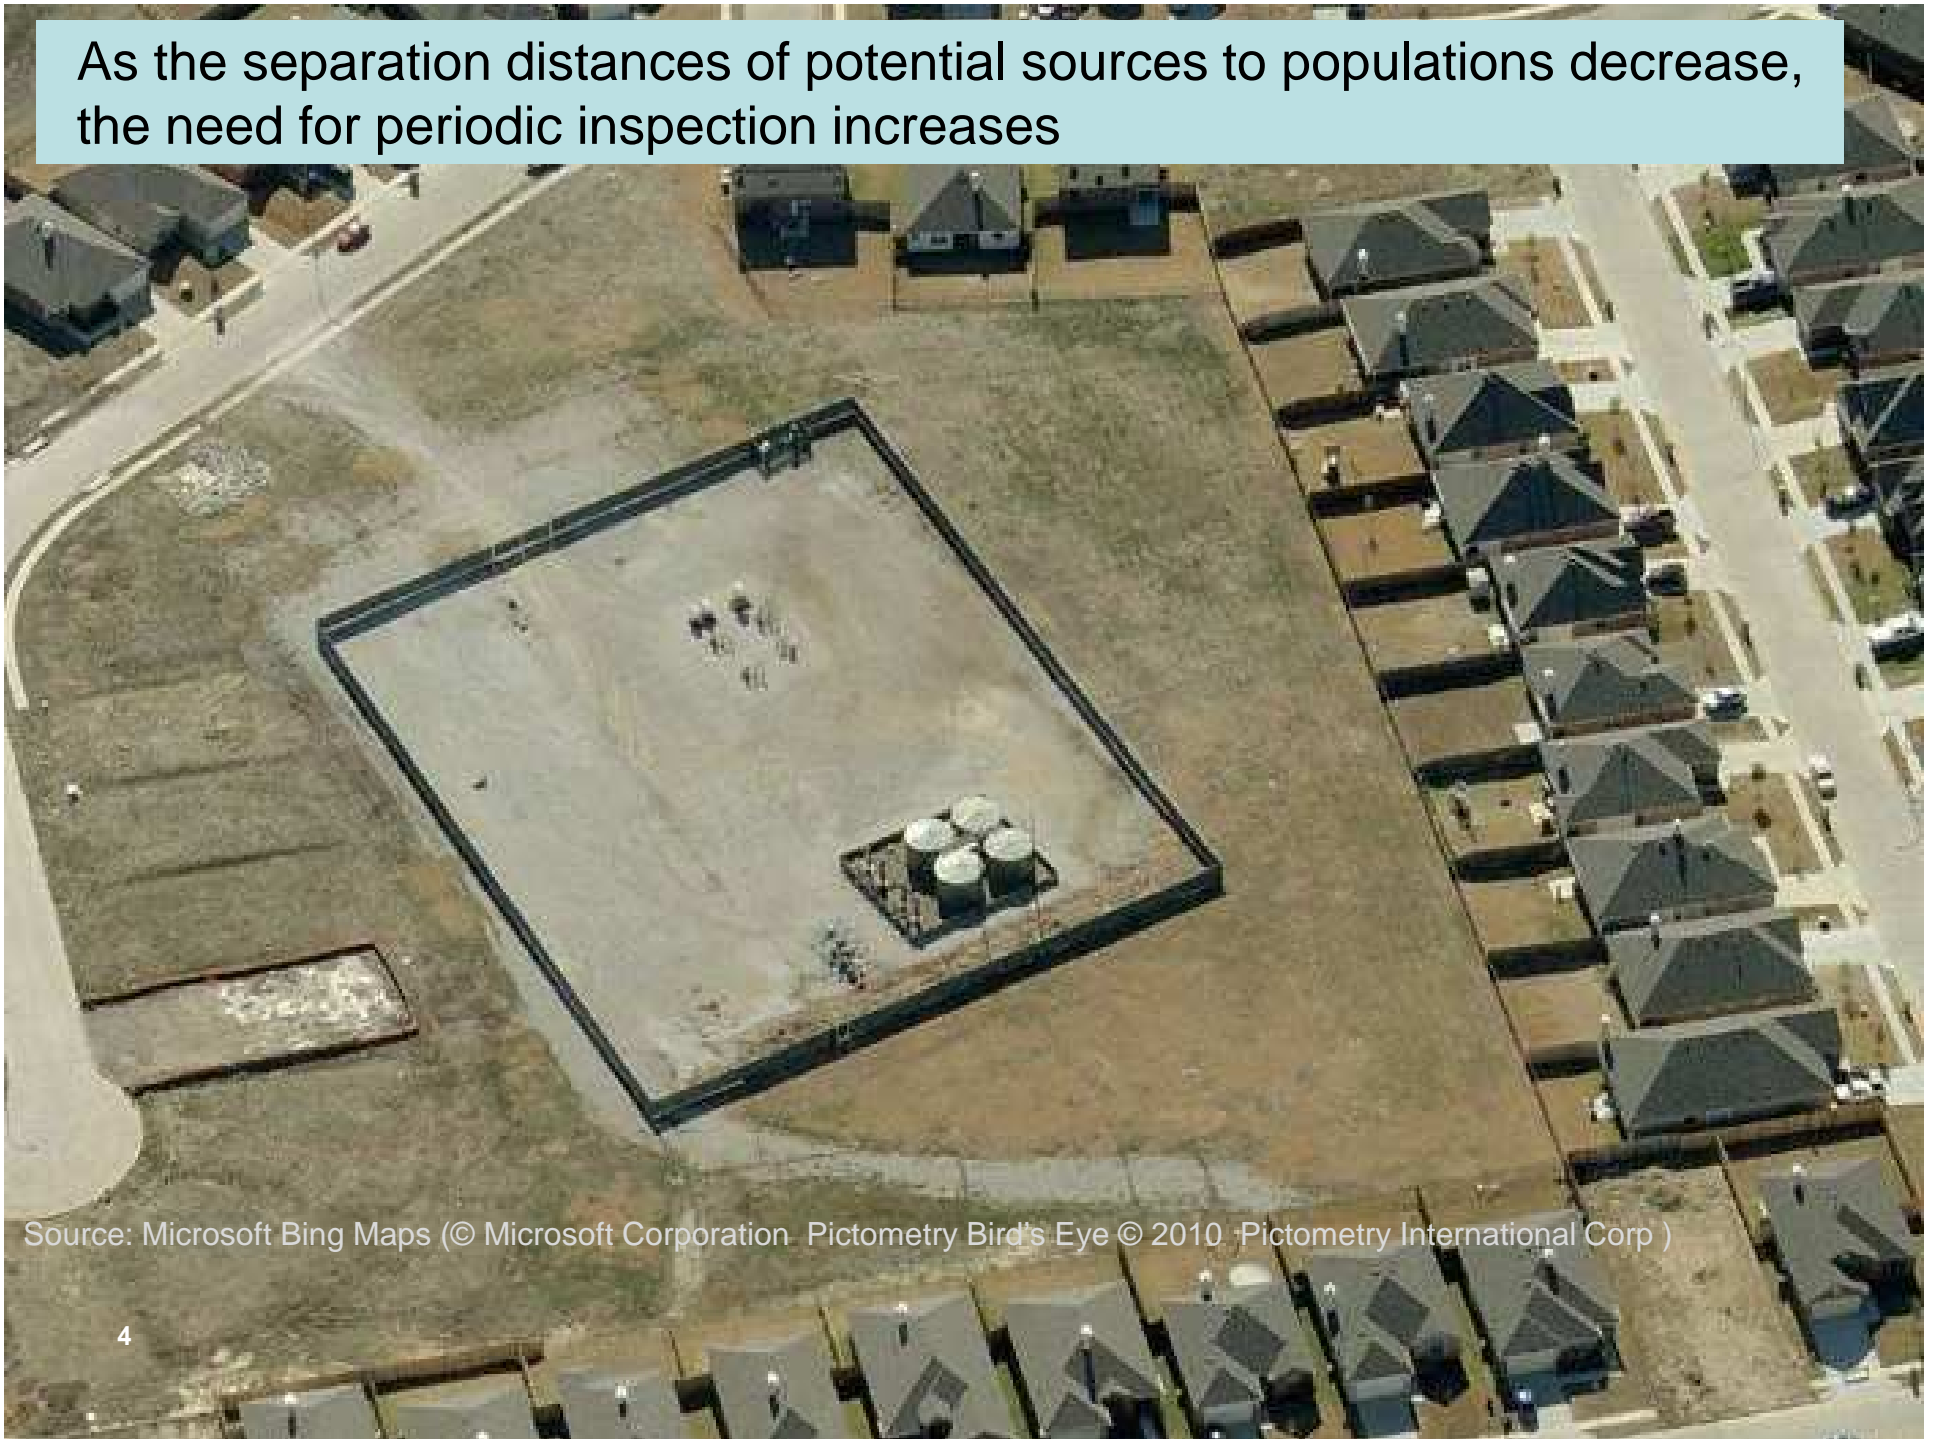 As the separation distances of potential sources to populations decrease,
the need for periodic inspection increases
Source: Microsoft Bing Maps (© Microsoft Corporation Pictometry Bird's Eye © 2010 Pictometry International Corp )
4